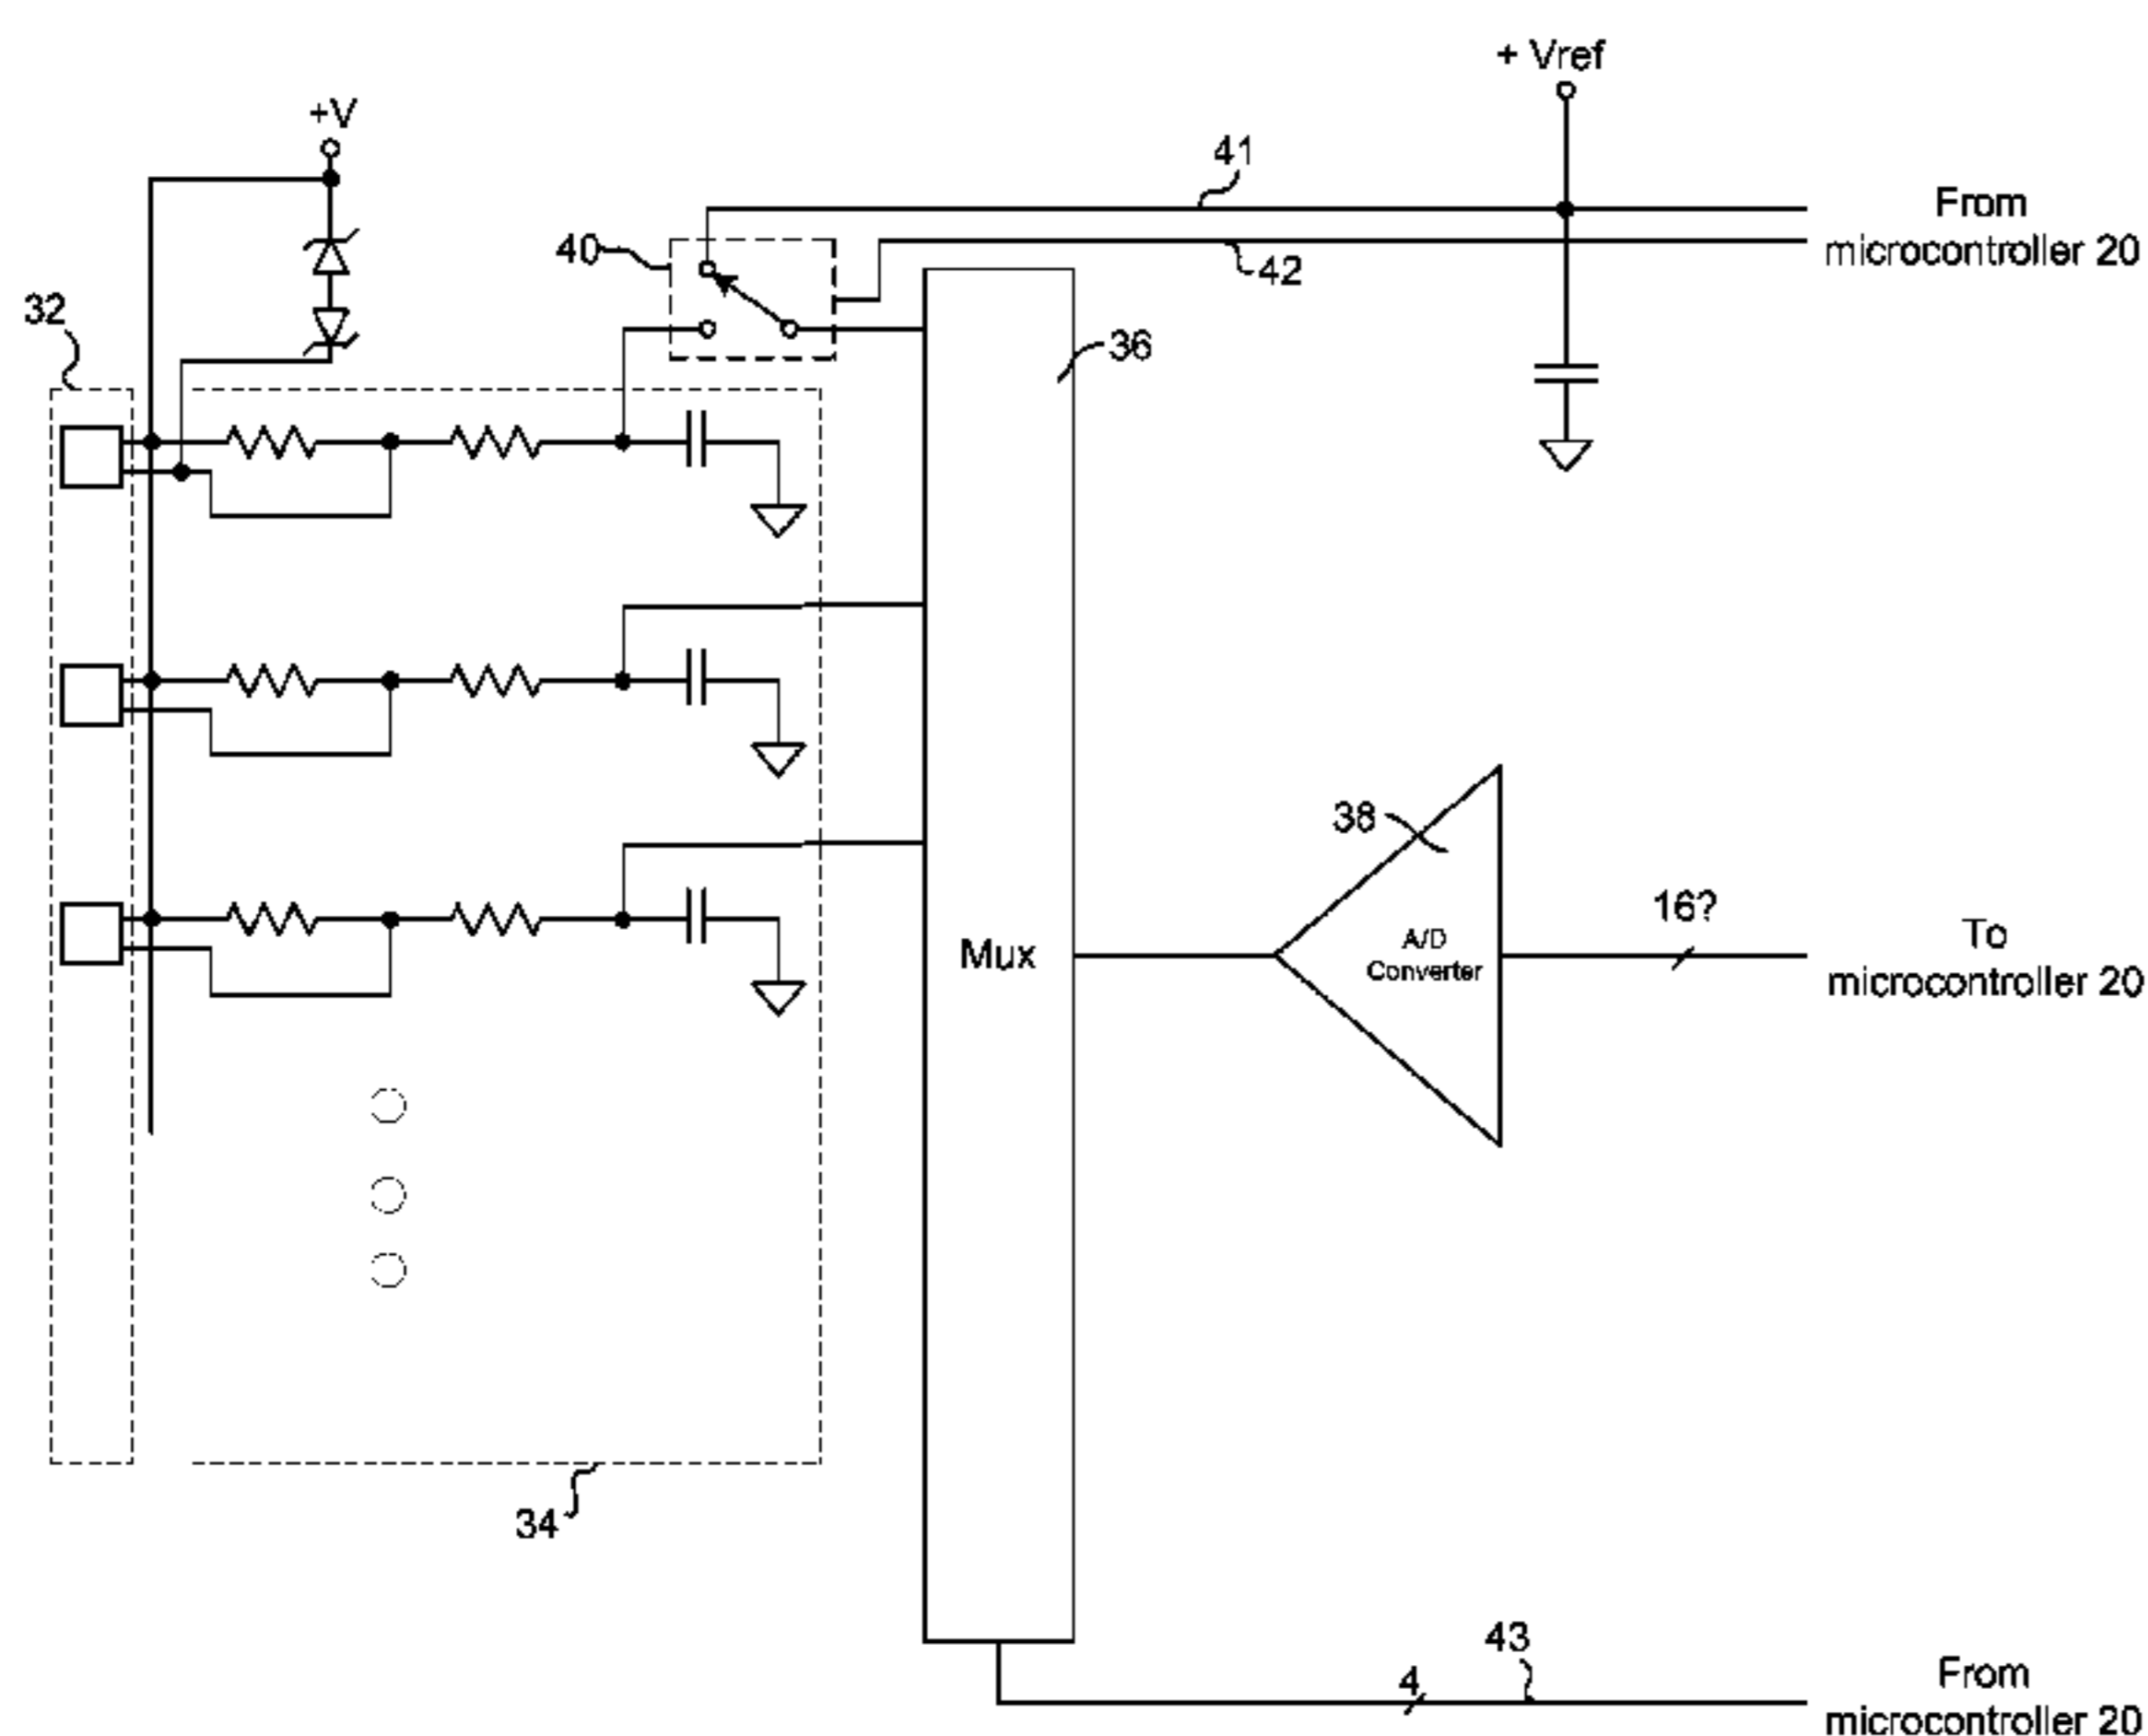 + Vref
+V
41
From
microcontroller 20
40
42
32
36
38
A/D
Converter
16?
To
microcontroller 20
Mux
34
43
4
From
microcontroller 20